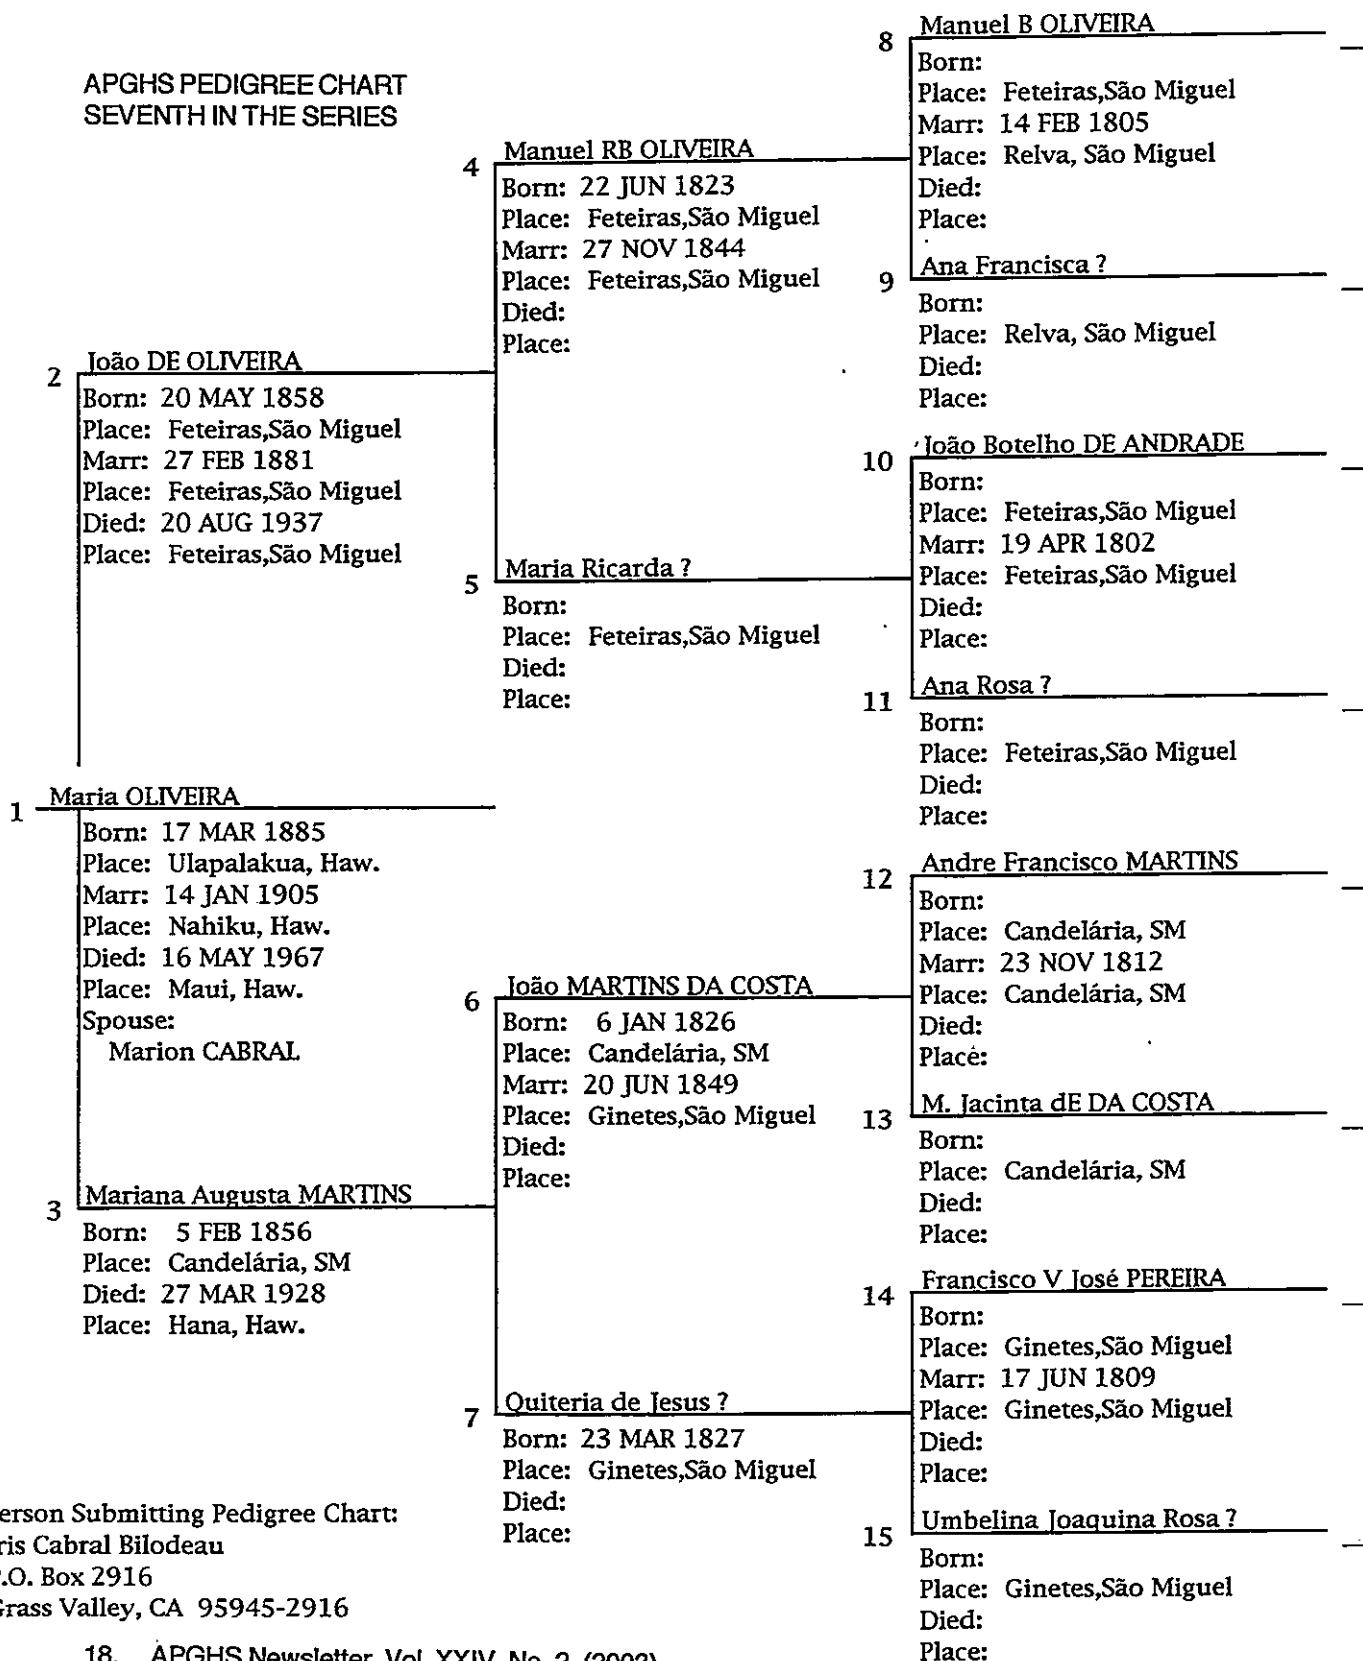 APGHS PEDIGREE CHART
SEVENTH IN THE SERIES
1
Maria OLIVEIRA
Born: 17 MAR 1885
Place: Ulapalakua, Haw.
Marr: 14 JAN 1905
Place: Nahiku, Haw.
Died: 16 MAY 1967
Place: Maui, Haw.
Spouse:
Marion CABRAL
2
João DE OLIVEIRA
Born: 20 MAY 1858
Place: Feteiras,São Miguel
Marr: 27 FEB 1881
Place: Feteiras,São Miguel
Died: 20 AUG 1937
Place: Feteiras,São Miguel
3
Mariana Augusta MARTINS
Born: 5 FEB 1856
Place: Candelária, SM
Died: 27 MAR 1928
Place: Hana, Haw.
4
Manuel RB OLIVEIRA
Born: 22 JUN 1823
Place: Feteiras,São Miguel
Marr: 27 NOV 1844
Place: Feteiras,São Miguel
Died:
Place:
5
Maria Ricarda ?
Born:
Place: Feteiras,São Miguel
Died:
Place:
6
João MARTINS DA COSTA
Born: 6 JAN 1826
Place: Candelária, SM
Marr: 20 JUN 1849
Place: Ginetes,São Miguel
Died:
Place:
7
Quiteria de Jesus ?
Born: 23 MAR 1827
Place: Ginetes,São Miguel
Died:
Place:
8
Manuel B OLIVEIRA
Born:
Place: Feteiras,São Miguel
Marr: 14 FEB 1805
Place: Relva, São Miguel
Died:
Place:
9
Ana Francisca ?
Born:
Place: Relva, São Miguel
Died:
Place:
10
João Botelho DE ANDRADE
Born:
Place: Feteiras,São Miguel
Marr: 19 APR 1802
Place: Feteiras,São Miguel
Died:
Place:
11
Ana Rosa ?
Born:
Place: Feteiras,São Miguel
Died:
Place:
12
Andre Francisco MARTINS
Born:
Place: Candelária, SM
Marr: 23 NOV 1812
Place: Candelária, SM
Died:
Place:
13
M. Jacinta dE DA COSTA
Born:
Place: Candelária, SM
Died:
Place:
14
Francisco V José PEREIRA
Born:
Place: Ginetes,São Miguel
Marr: 17 JUN 1809
Place: Ginetes,São Miguel
Died:
Place:
15
Umbelina Joaquina Rosa ?
Born:
Place: Ginetes,São Miguel
Died:
Place:
erson Submitting Pedigree Chart:
ris Cabral Bilodeau
P.O. Box 2916
Grass Valley, CA 95945-2916
18. APGHS Newsletter, Vol. XXIV, No. 2